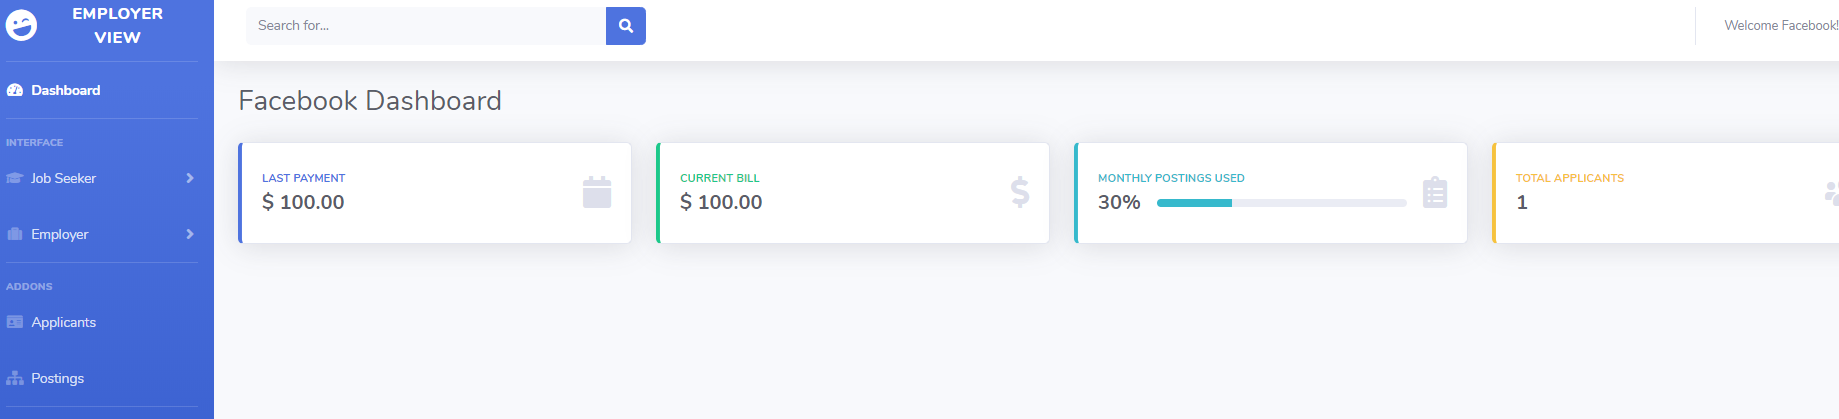 EMPLOYER
VIEW
Search for...
Welcome Facebook!
Dashboard
Facebook Dashboard
INTERFACE
Job Seeker
Employer
ADDONS
Applicants
Postings
LAST PAYMENT
$ 100.00
CURRENT BILL
$ 100.00
MONTHLY POSTINGS USED
30%
TOTAL APPLICANTS
1